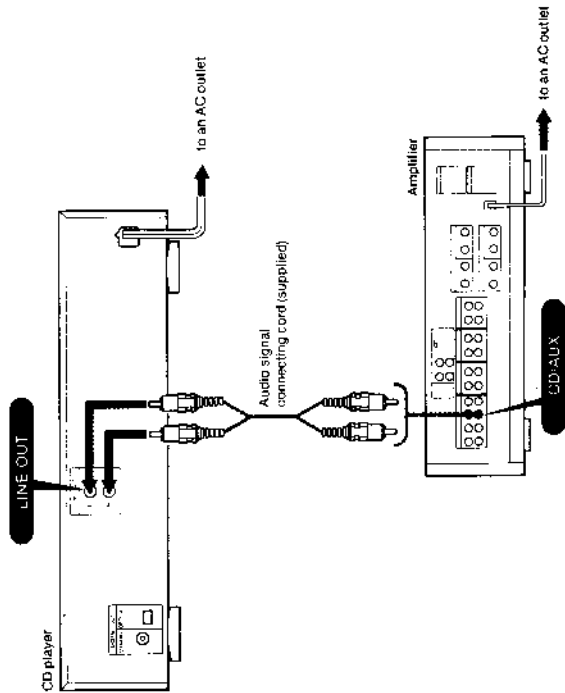 CD player
LINE OUT
to an AC outlet
Audio signal
connecting cord (supplied)
Amplifier
CD·AUX
to an AC outlet